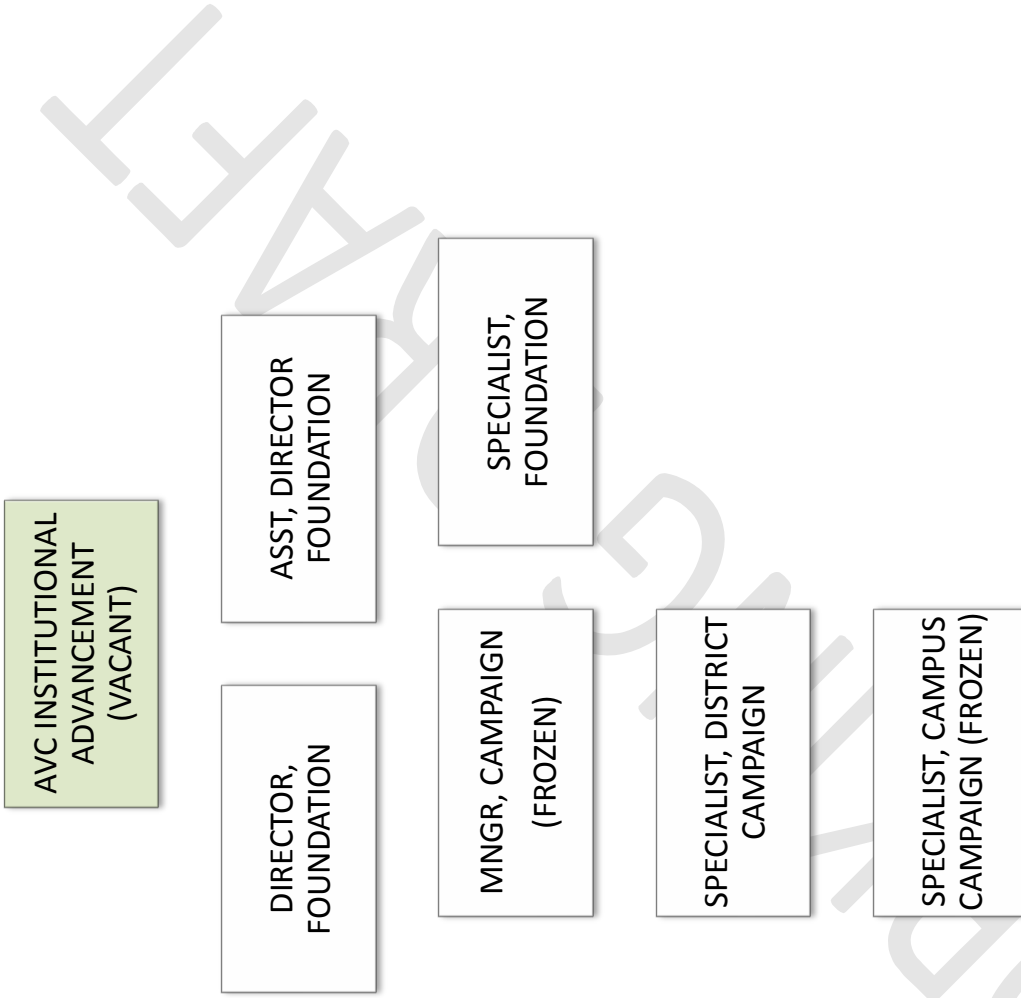 AVC INSTITUTIONAL
ADVANCEMENT
(VACANT)
DIRECTOR,
FOUNDATION
ASST, DIRECTOR
FOUNDATION
MNGR, CAMPAIGN
(FROZEN)
SPECIALIST,
FOUNDATION
SPECIALIST, DISTRICT
CAMPAIGN
SPECIALIST, CAMPUS
CAMPAIGN (FROZEN)
DRAFT